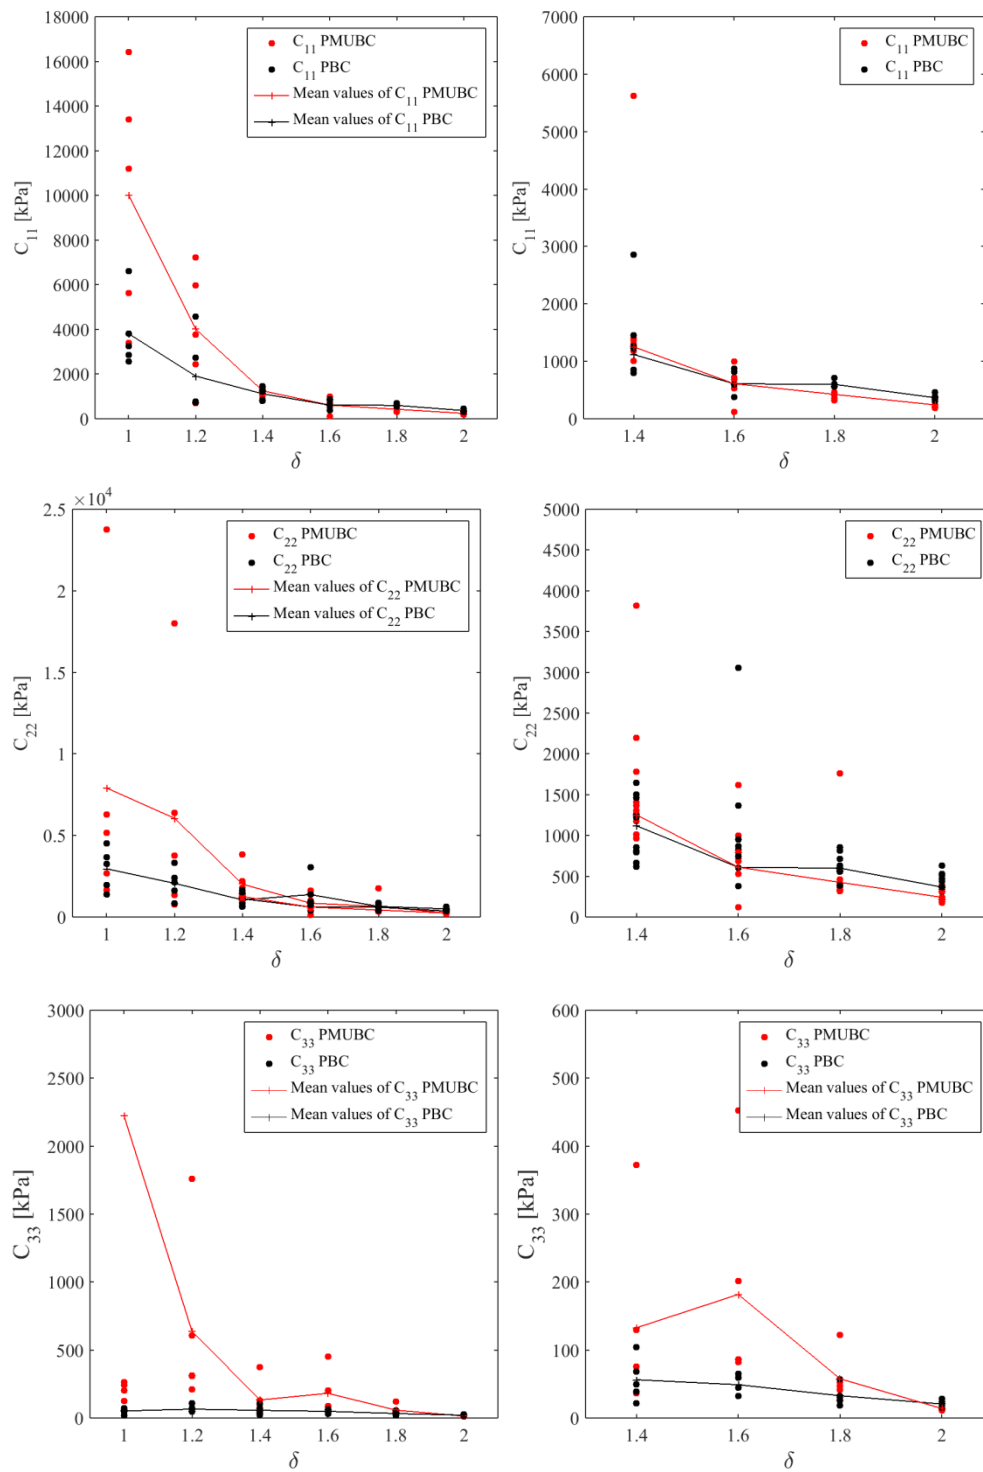 18000
16000
14000
12000
10000
8000
6000
4000
2000
0
C11 [kPa]
C11 PMUBC
C11 PBC
Mean values of C11 PMUBC
Mean values of C11 PBC
1 1.2 1.4 1.6 1.8 2
δ
7000
6000
5000
4000
3000
2000
1000
0
C11 [kPa]
C11 PMUBC
C11 PBC
1.4 1.6 1.8 2
δ
×10^4
2.5
2
1.5
1
0.5
0
C22 [kPa]
C22 PMUBC
C22 PBC
Mean values of C22 PMUBC
Mean values of C22 PBC
1 1.2 1.4 1.6 1.8 2
δ
5000
4500
4000
3500
3000
2500
2000
1500
1000
500
0
C22 [kPa]
C22 PMUBC
C22 PBC
1.4 1.6 1.8 2
δ
3000
2500
2000
1500
1000
500
0
C33 [kPa]
C33 PMUBC
C33 PBC
Mean values of C33 PMUBC
Mean values of C33 PBC
1 1.2 1.4 1.6 1.8 2
δ
600
500
400
300
200
100
0
C33 [kPa]
C33 PMUBC
C33 PBC
Mean values of C33 PMUBC
Mean values of C33 PBC
1.4 1.6 1.8 2
δ